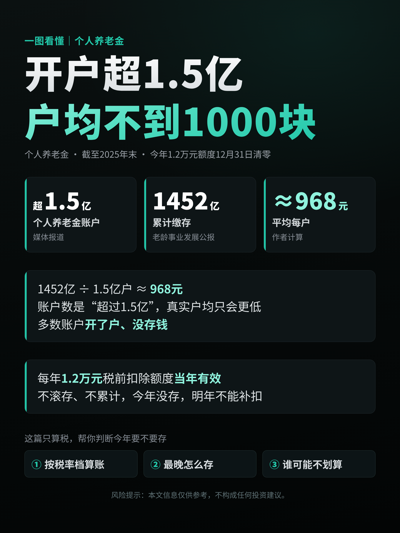 一图看懂｜个人养老金
开户超1.5亿
户均不到1000块
个人养老金 • 截至2025年末 • 今年1.2万元额度12月31日清零
超1.5亿
个人养老金账户
媒体报道
1452亿
累计缴存
老龄事业发展公报
≈968元
平均每户
作者计算
1452亿 ÷ 1.5亿户 ≈ 968元
账户数是“超过1.5亿”，真实户均只会更低
多数账户开了户、没存钱
每年1.2万元税前扣除额度当年有效
不滚存、不累计，今年没存，明年不能补扣
这篇只算税，帮你判断今年要不要存
① 按税率档算账
② 最晚怎么存
③ 谁可能不划算
风险提示：本文信息仅供参考，不构成任何投资建议。